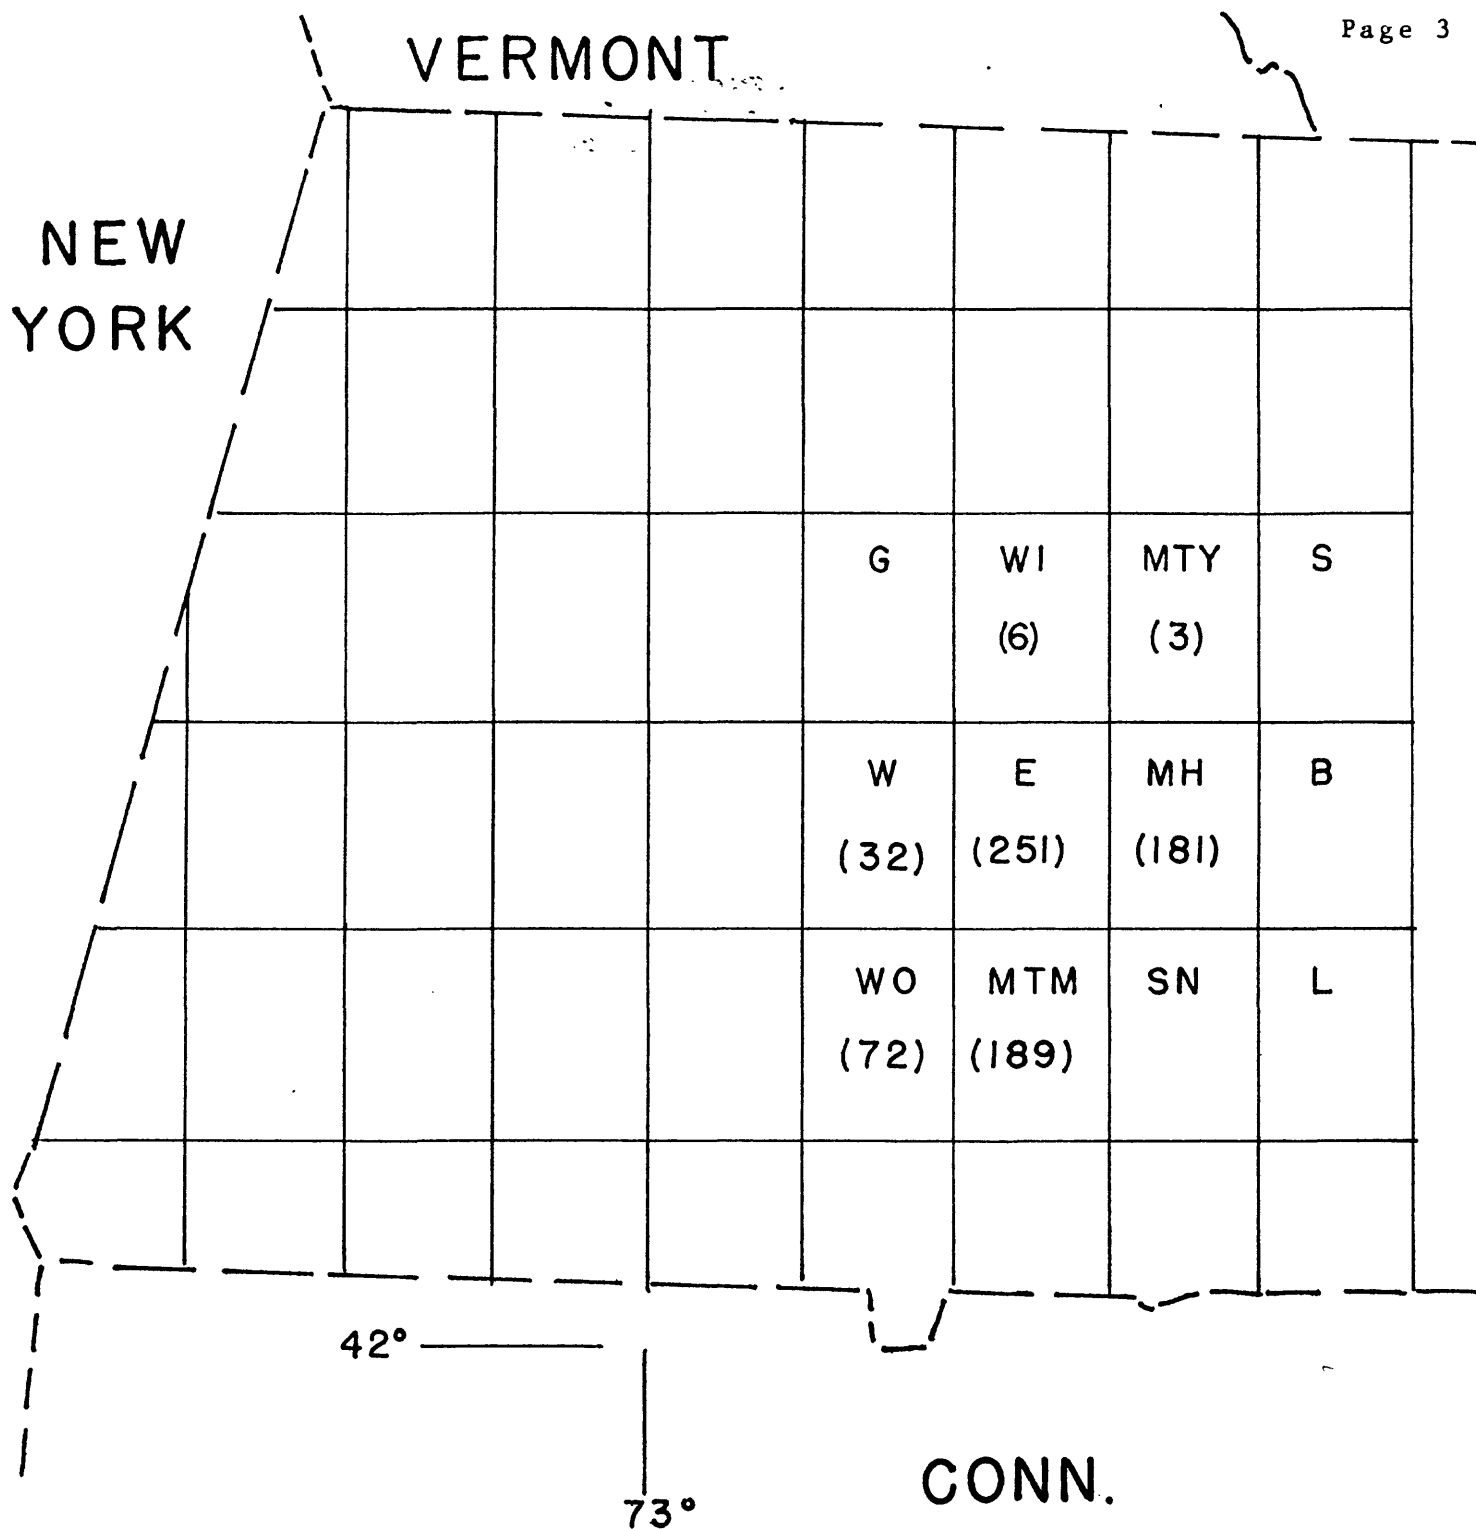 Page 3
VERMONT
NEW
YORK
G WI MTY S
(6) (3)
W E MH B
(32) (251) (181)
WO MTM SN L
(72) (189)
42°
73°
CONN.